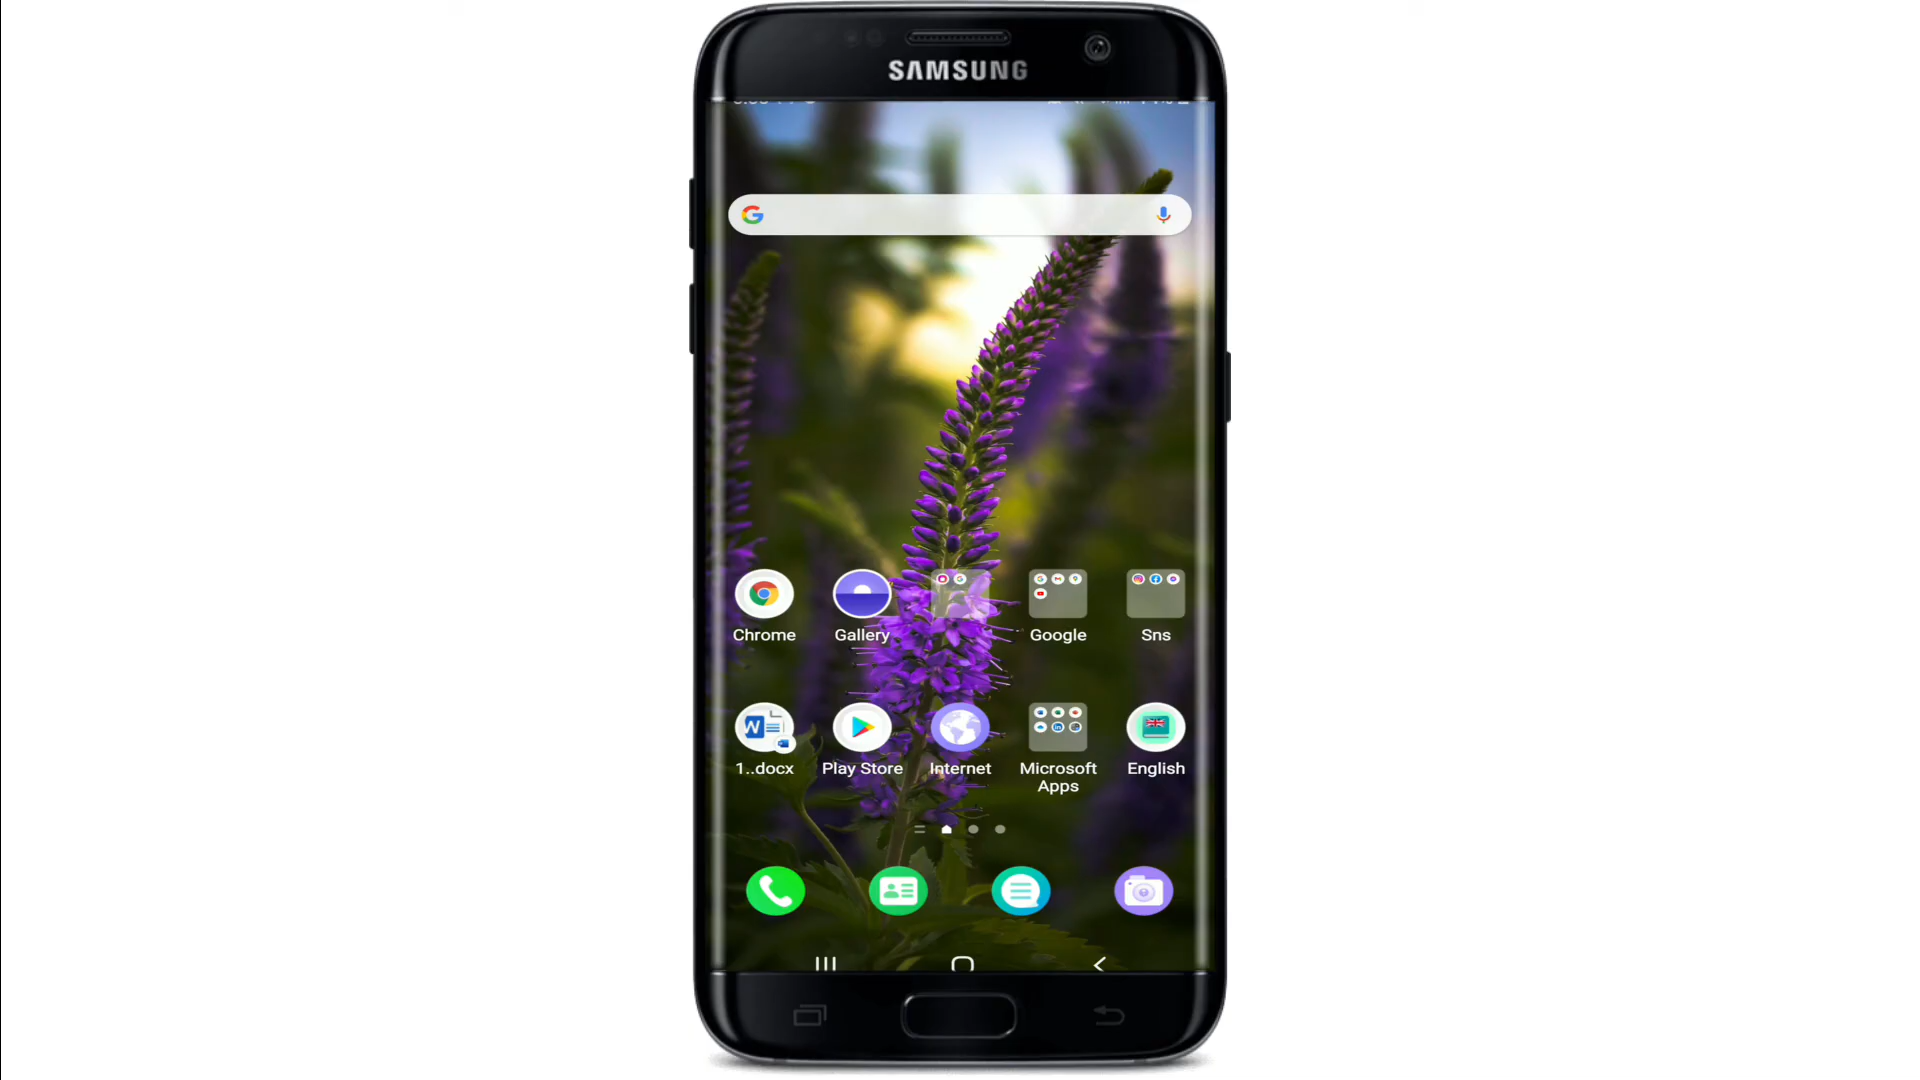 SAMSUNG
Chrome
Gallery
Google
Sns
1..docx
Play Store
Internet
Microsoft
Apps
English